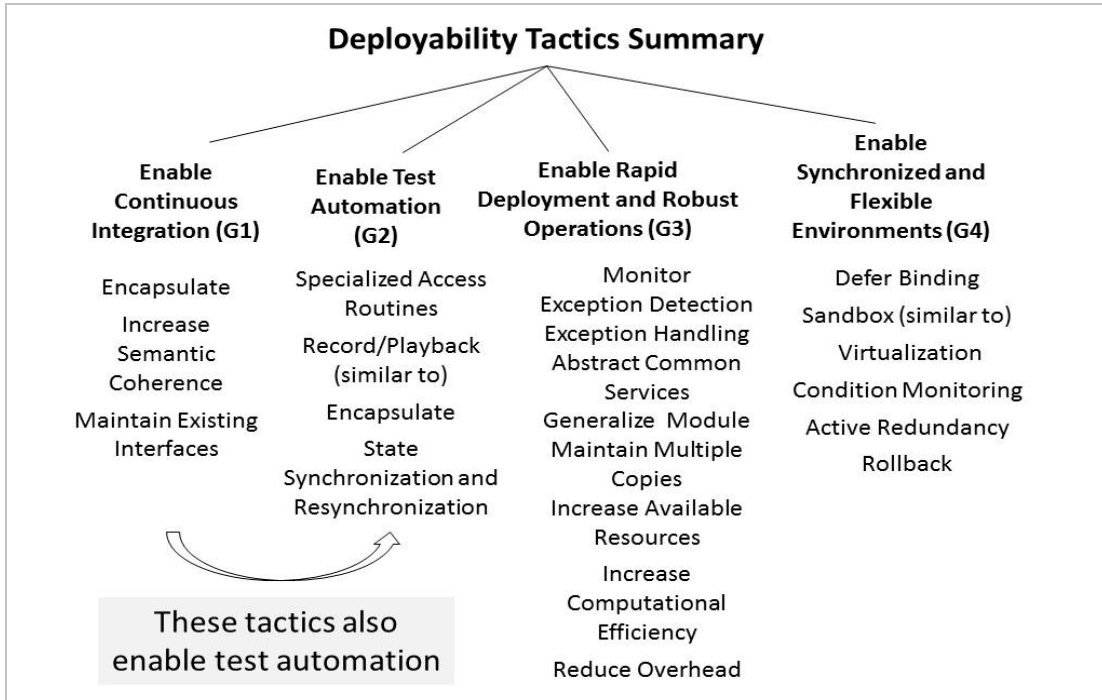 Deployability Tactics Summary
Enable
Continuous
Integration (G1)
Encapsulate
Increase
Semantic
Coherence
Maintain Existing
Interfaces
Enable Test
Automation
(G2)
Specialized Access
Routines
Record/Playback
(similar to)
Encapsulate
State
Synchronization and
Resynchronization
Enable Rapid
Deployment and Robust
Operations (G3)
Monitor
Exception Detection
Exception Handling
Abstract Common
Services
Generalize Module
Maintain Multiple
Copies
Increase Available
Resources
Increase
Computational
Efficiency
Reduce Overhead
Enable
Synchronized and
Flexible
Environments (G4)
Defer Binding
Sandbox (similar to)
Virtualization
Condition Monitoring
Active Redundancy
Rollback
These tactics also
enable test automation